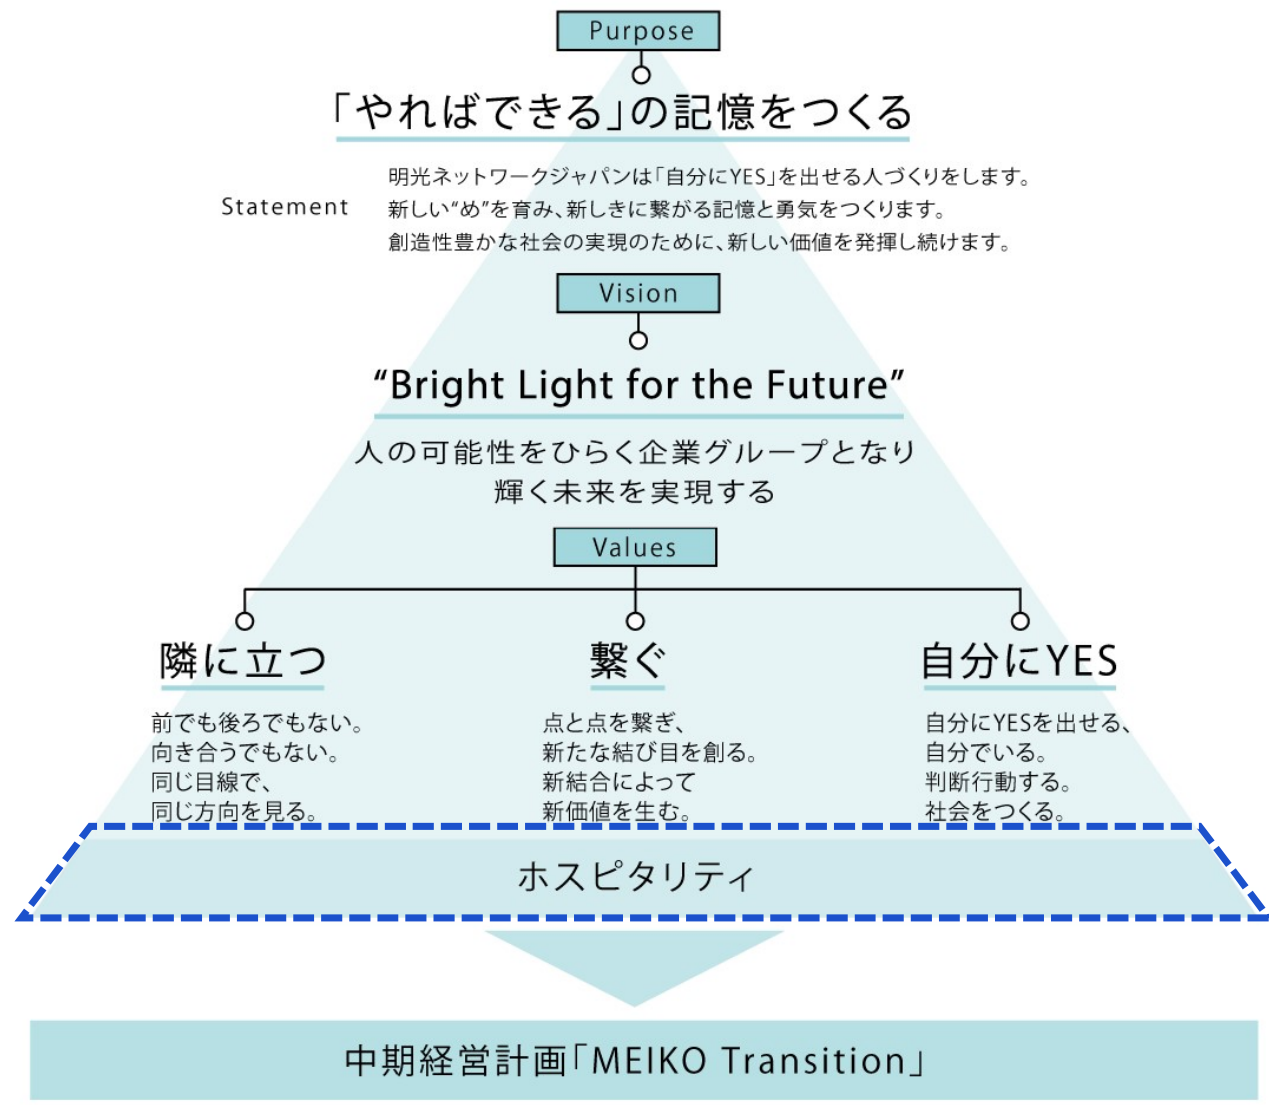 Purpose
「やればできる」の記憶をつくる
Statement
明光ネットワークジャパンは「自分にYES」を出せる人づくりをします。
新しい“め”を育み、新しきに繋がる記憶と勇気をつくります。
創造性豊かな社会の実現のために、新しい価値を発揮し続けます。
Vision
“Bright Light for the Future”
人の可能性をひらく企業グループとなり
輝く未来を実現する
Values
隣に立つ
前でも後ろでもない。
向き合うでもない。
同じ目線で、
同じ方向を見る。
繋ぐ
点と点を繋ぎ、
新たな結び目を創る。
新結合によって
新価値を生む。
自分にYES
自分にYESを出せる、
自分でいる。
判断行動する。
社会をつくる。
ホスピタリティ
中期経営計画「MEIKO Transition」